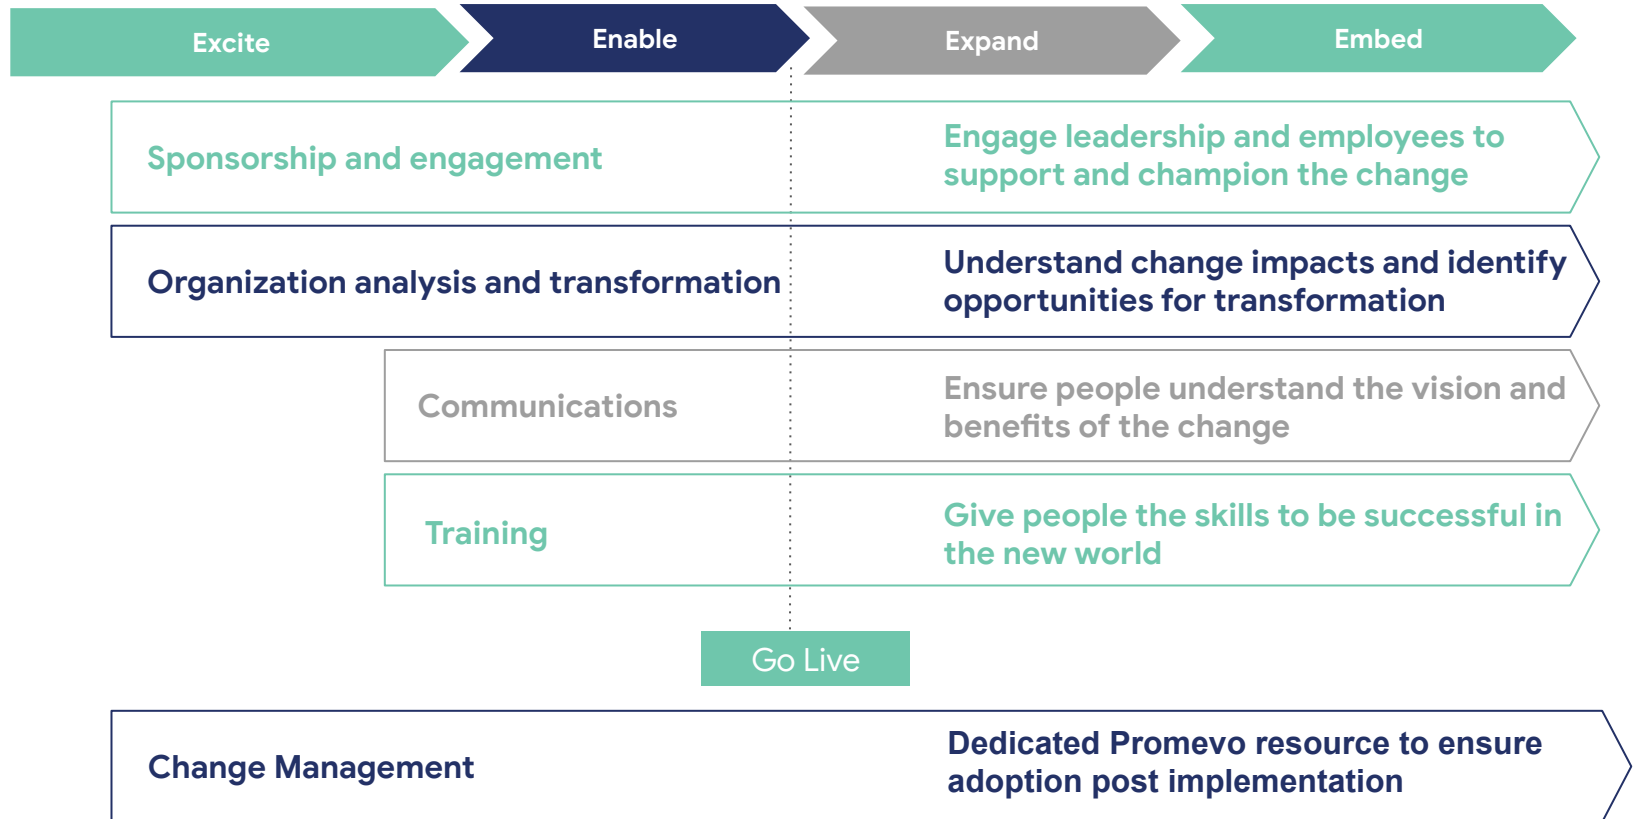 Excite
Enable
Expand
Embed
Sponsorship and engagement
Engage leadership and employees to
support and champion the change
Organization analysis and transformation
Understand change impacts and identify
opportunities for transformation
Communications
Ensure people understand the vision and
benefits of the change
Training
Give people the skills to be successful in
the new world
Go Live
Change Management
Dedicated Promevo resource to ensure
adoption post implementation